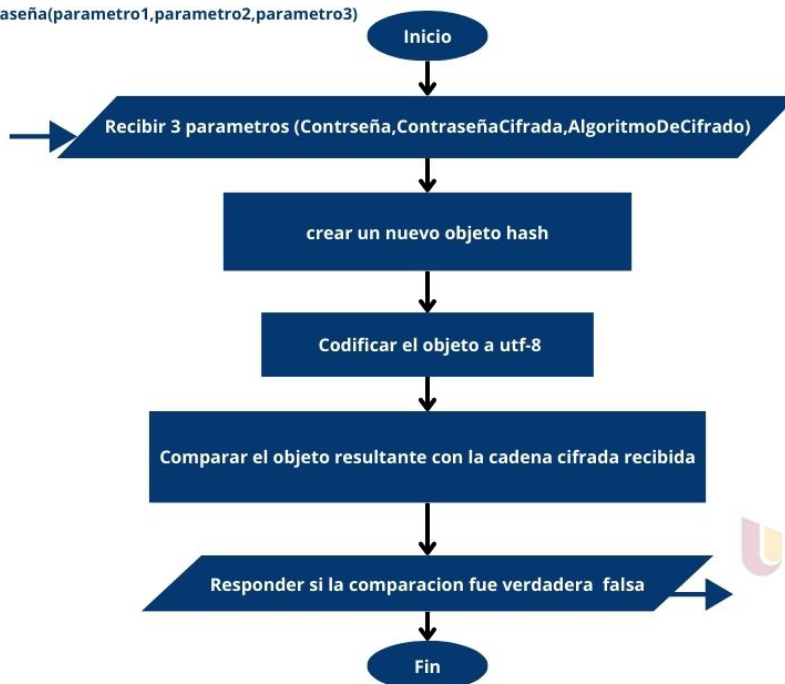 aseña(parametro1,parametro2,parametro3)
Inicio
Recibir 3 parametros (Contrseña,ContraseñaCifrada,AlgoritmoDeCifrado)
crear un nuevo objeto hash
Codificar el objeto a utf-8
Comparar el objeto resultante con la cadena cifrada recibida
Responder si la comparacion fue verdadera falsa
Fin